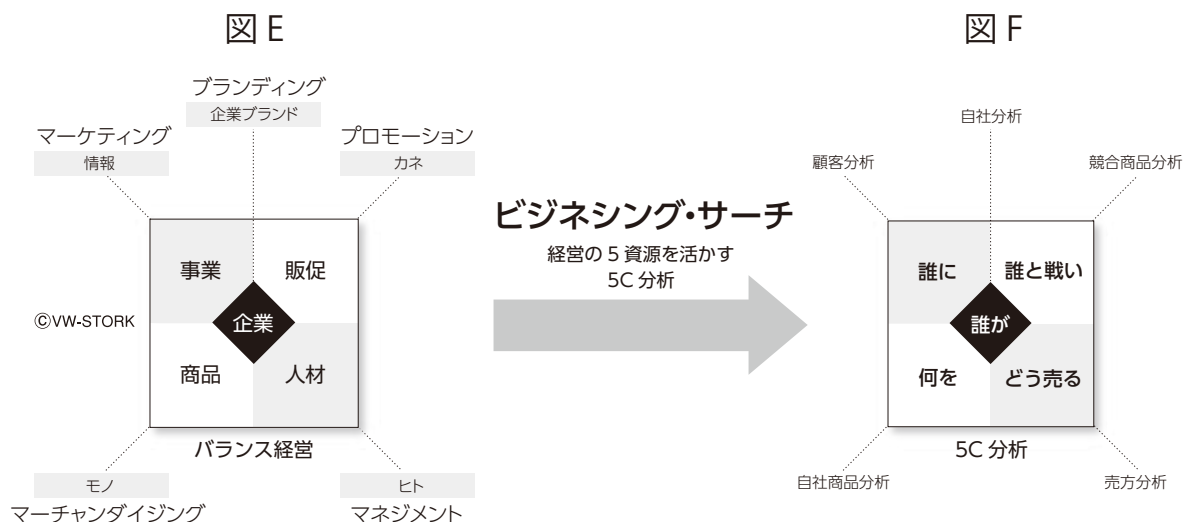 図 E
ブランディング
企業ブランド
マーケティング
情報
プロモーション
カネ
事業
販促
企業
商品
人材
バランス経営
モノ
マーチャンダイジング
ヒト
マネジメント
©VW-STORK
ビジネシング・サーチ
経営の 5 資源を活かす
5C 分析
図 F
自社分析
顧客分析
競合商品分析
誰に
誰と戦い
誰が
何を
どう売る
5C 分析
自社商品分析
売方分析